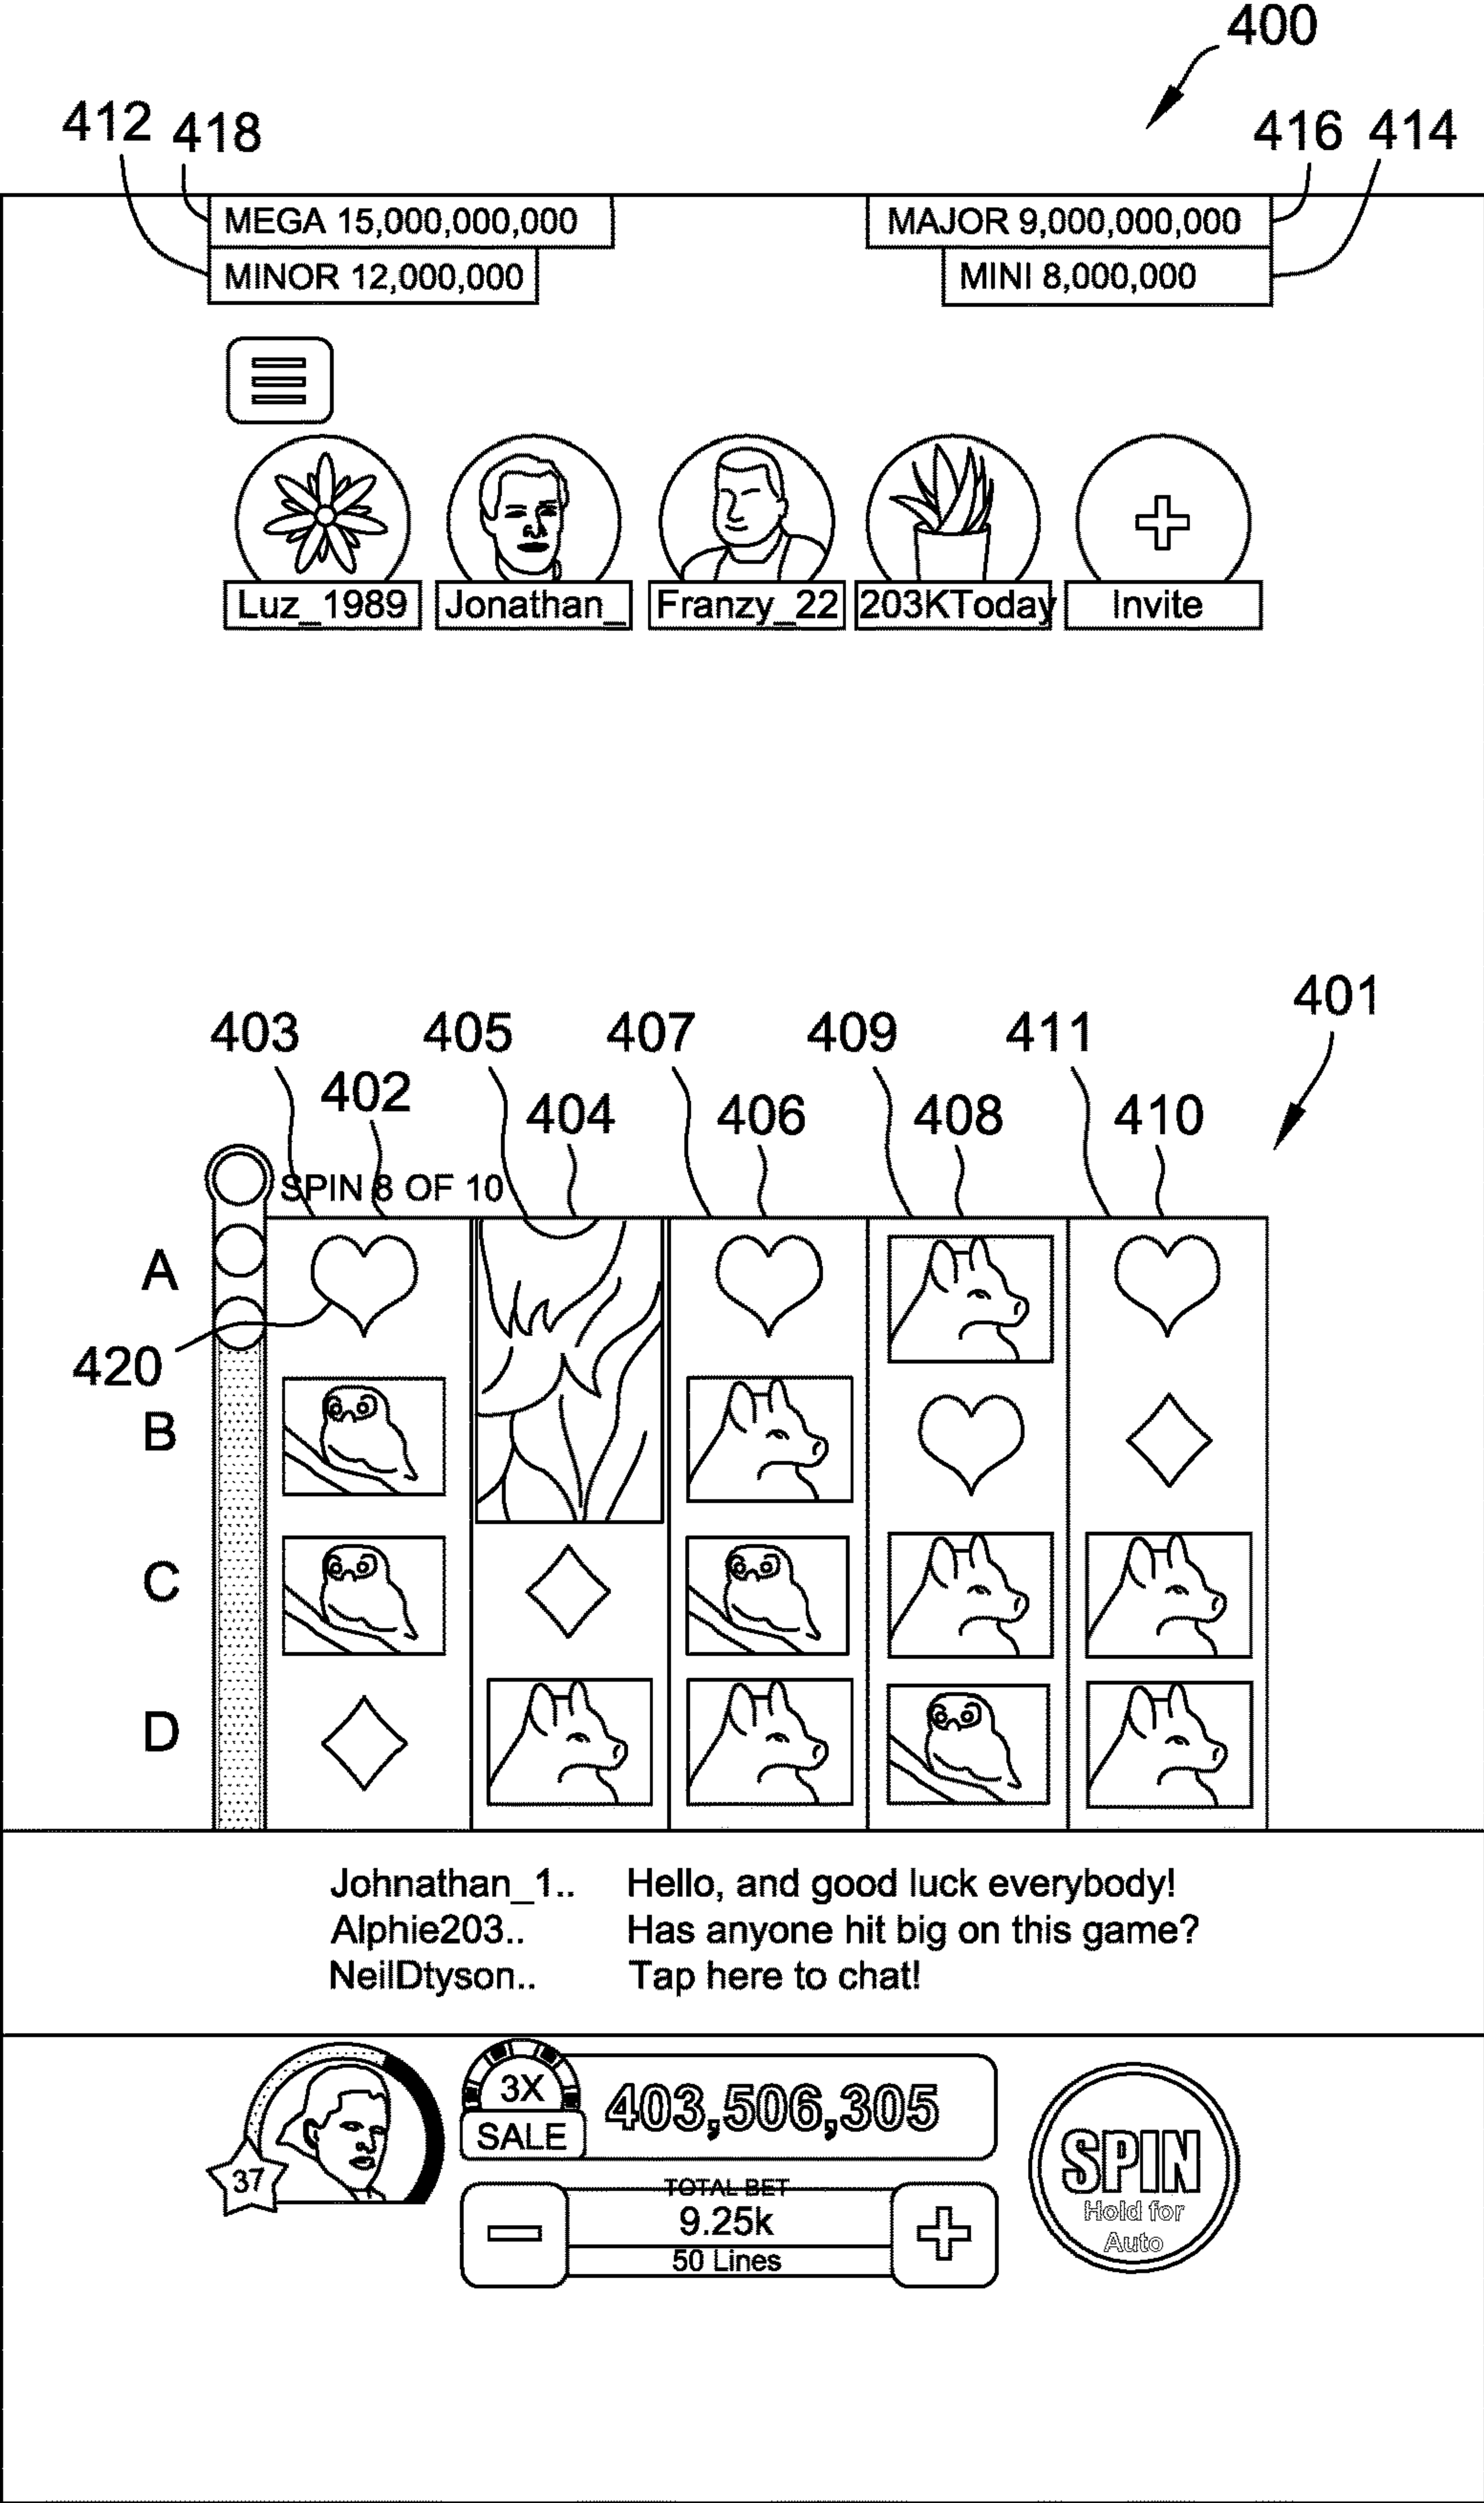 400
412 418 416 414
MEGA 15,000,000,000 MAJOR 9,000,000,000
MINOR 12,000,000 MINI 8,000,000
Luz_1989 Jonathan_ Franzy_22 203KToday Invite
401
403 405 407 409 411
402 404 406 408 410
SPIN 8 OF 10
A
420
B
C
D
Johnathan_1.. Hello, and good luck everybody!
Alphie203.. Has anyone hit big on this game?
NeilDtyson.. Tap here to chat!
3X
403,506,305
SALE
37
TOTAL BET
9.25k
50 Lines
SPIN
Hold for
Auto